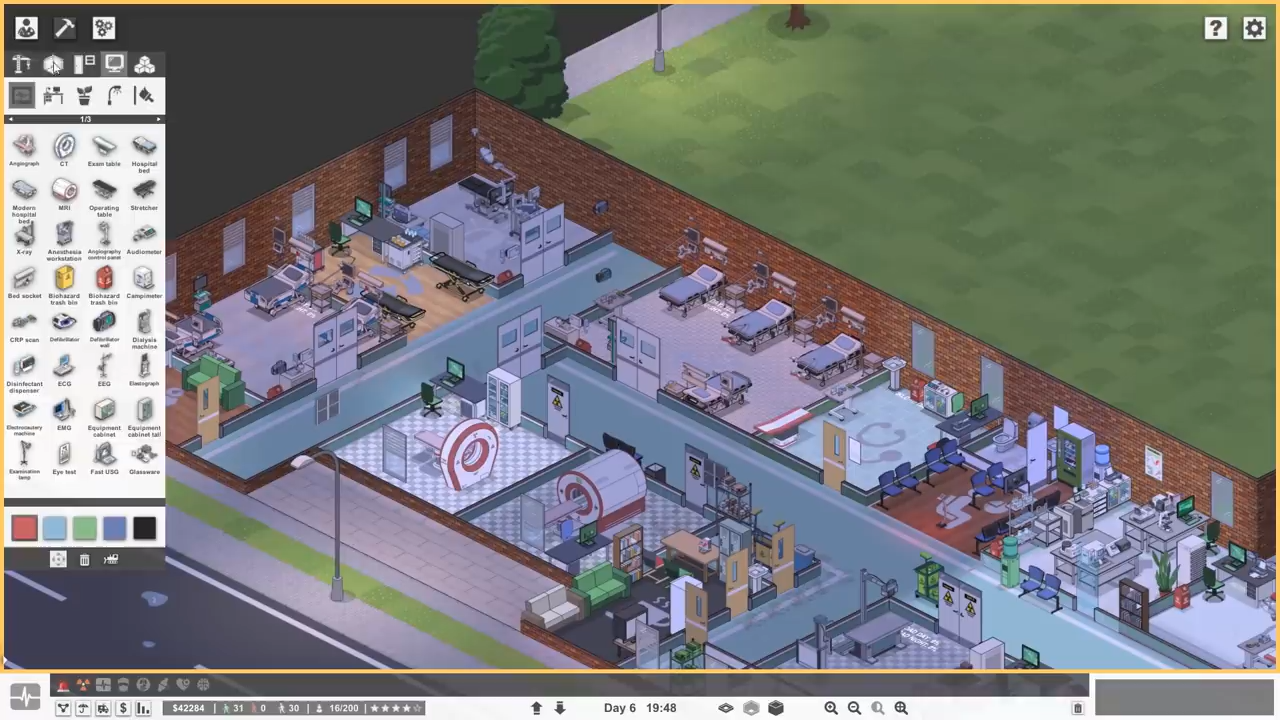 ?
1/3
Angiograph CT Exam table Hospital bed
Modern hospital bed MRI Operating table Stretcher
X-ray Anesthesia workstation Angiography control panel Audiometer
Bed socket Biohazard trash bin Biohazard trash bin Campimeter
CRP scan Defibrillator Defibrillator wall Dialysis machine
Disinfectant dispenser ECG EEG Elastograph
Electrocautery machine EMG Equipment cabinet Equipment cabinet tall
Examination lamp Eye test Fast USG Glassware
$
$42284 31 0 30 16/200
Day 6 19:48